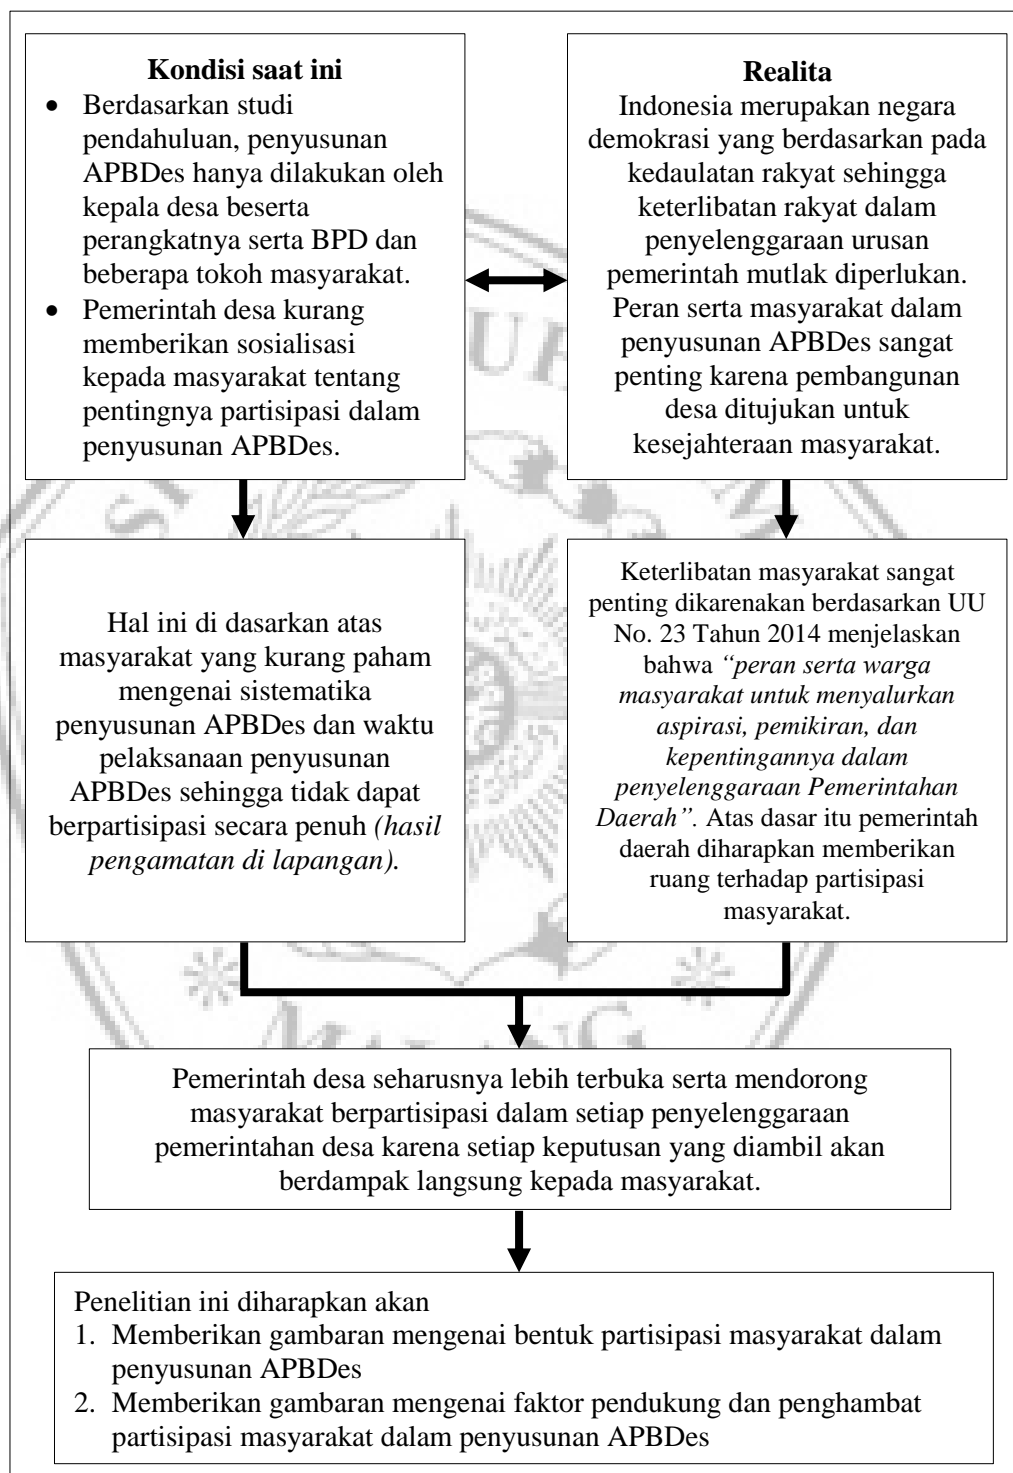 Kondisi saat ini
• Berdasarkan studi
pendahuluan, penyusunan
APBDes hanya dilakukan oleh
kepala desa beserta
perangkatnya serta BPD dan
beberapa tokoh masyarakat.
• Pemerintah desa kurang
memberikan sosialisasi
kepada masyarakat tentang
pentingnya partisipasi dalam
penyusunan APBDes.
Realita
Indonesia merupakan negara
demokrasi yang berdasarkan pada
kedaulatan rakyat sehingga
keterlibatan rakyat dalam
penyelenggaraan urusan
pemerintah mutlak diperlukan.
Peran serta masyarakat dalam
penyusunan APBDes sangat
penting karena pembangunan
desa ditujukan untuk
kesejahteraan masyarakat.
Hal ini di dasarkan atas
masyarakat yang kurang paham
mengenai sistematika
penyusunan APBDes dan waktu
pelaksanaan penyusunan
APBDes sehingga tidak dapat
berpartisipasi secara penuh (hasil
pengamatan di lapangan).
Keterlibatan masyarakat sangat
penting dikarenakan berdasarkan UU
No. 23 Tahun 2014 menjelaskan
bahwa “peran serta warga
masyarakat untuk menyalurkan
aspirasi, pemikiran, dan
kepentingannya dalam
penyelenggaraan Pemerintahan
Daerah”. Atas dasar itu pemerintah
daerah diharapkan memberikan
ruang terhadap partisipasi
masyarakat.
Pemerintah desa seharusnya lebih terbuka serta mendorong
masyarakat berpartisipasi dalam setiap penyelenggaraan
pemerintahan desa karena setiap keputusan yang diambil akan
berdampak langsung kepada masyarakat.
Penelitian ini diharapkan akan
1. Memberikan gambaran mengenai bentuk partisipasi masyarakat dalam
penyusunan APBDes
2. Memberikan gambaran mengenai faktor pendukung dan penghambat
partisipasi masyarakat dalam penyusunan APBDes